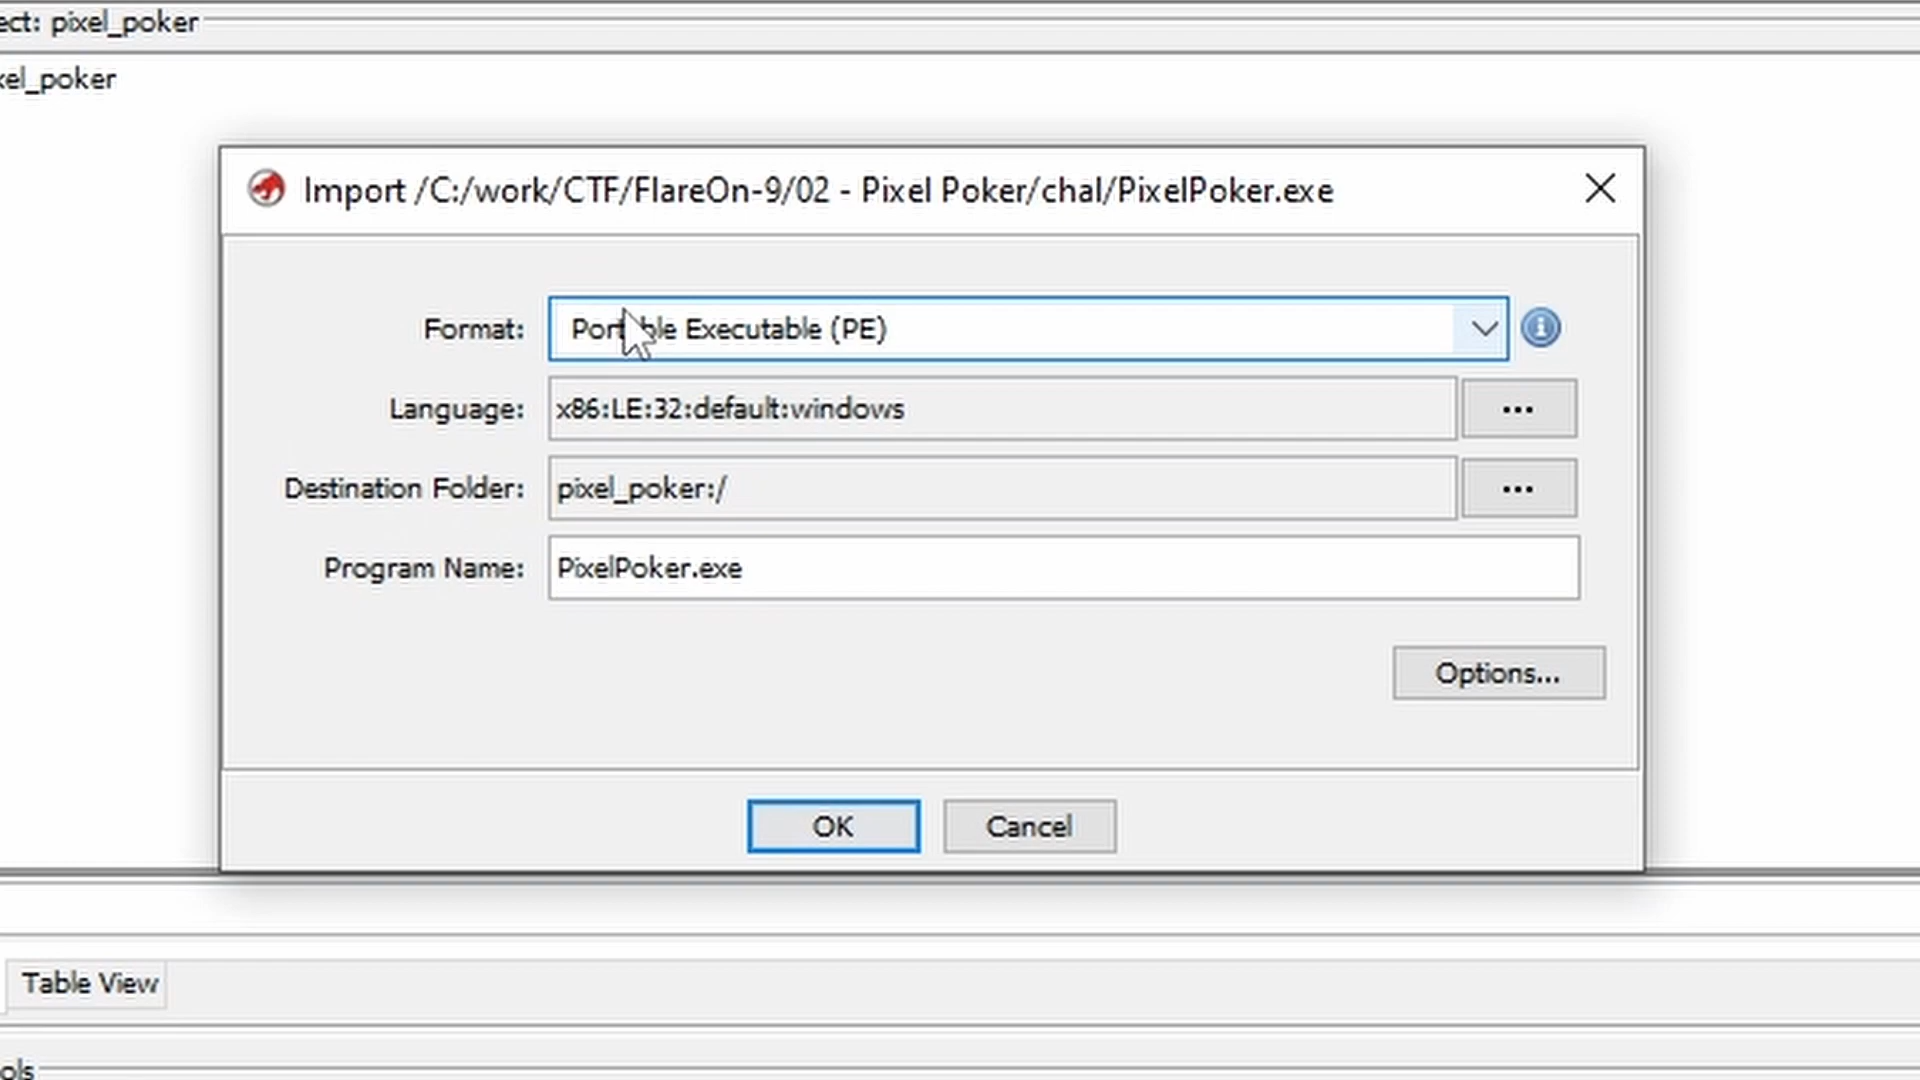 ect: pixel_poker
xel_poker
Import /C:/work/CTF/FlareOn-9/02 - Pixel Poker/chal/PixelPoker.exe
Format: Portable Executable (PE)
Language: x86:LE:32:default:windows ...
Destination Folder: pixel_poker:/ ...
Program Name: PixelPoker.exe
Options...
OK Cancel
Table View
ols